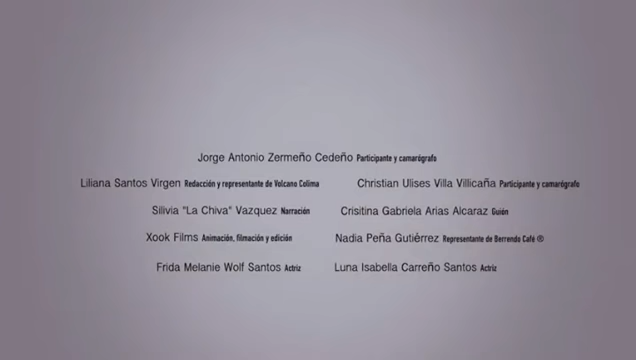 Jorge Antonio Zermeño Cedeño Participante y camarógrafo
Liliana Santos Virgen Redacción y representante de Volcano Colima
Christian Ulises Villa Villicaña Participante y camarógrafo
Silivia "La Chiva" Vazquez Narración
Crisitina Gabriela Arias Alcaraz Guión
Xook Films Animación, filmación y edición
Nadia Peña Gutiêrrez Representante de Berrendo Café ®
Frida Melanie Wolf Santos Actriz
Luna Isabella Carreño Santos Actriz